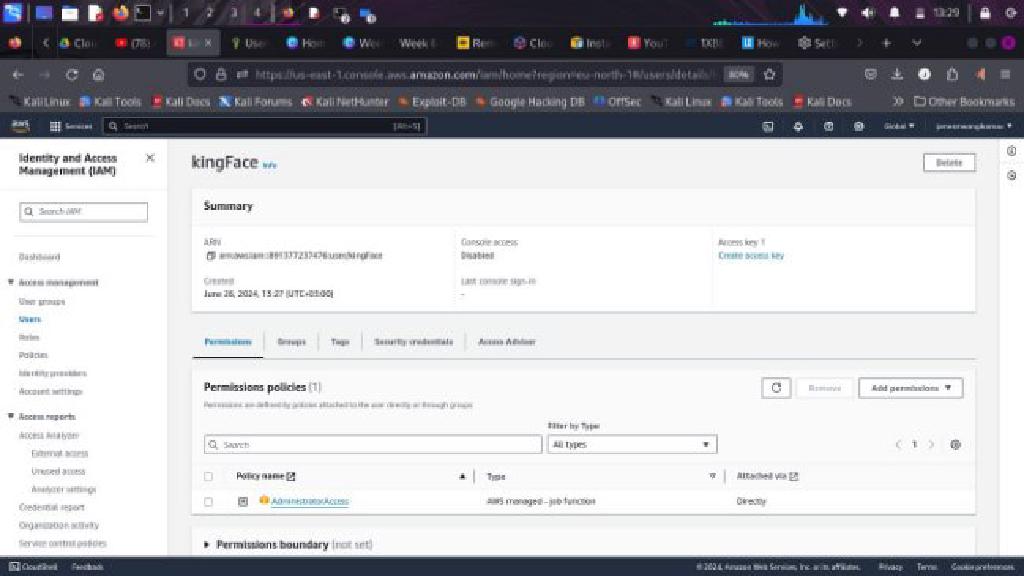 1 2 3 4 2 13:29
Clo (78) Use Hom We Week Rem Clo Inst You 1XB How Sett
https://us-east-1.console.aws.amazon.com/iam/home?region=eu-north-1#/users/details/ 80%
Kali Linux Kali Tools Kali Docs Kali Forums Kali NetHunter Exploit-DB Google Hacking DB OffSec Kali Linux Kali Tools Kali Docs Other Bookmarks
aws Services Search [Alt+S] Global
Identity and Access Management (IAM)
Search IAM
Dashboard
Access management
User groups
Users
Roles
Policies
Identity providers
Account settings
Access reports
Access Analyzer
External access
Unused access
Analyzer settings
Credential report
Organization activity
Service control policies
kingFace Info
Delete
Summary
ARN
arn:aws:iam::891377237476:user/kingFace
Console access
Disabled
Access key 1
Create access key
Created
June 26, 2024, 13:27 (UTC+03:00)
Last console sign-in
-
Permissions Groups Tags Security credentials Access Advisor
Permissions policies (1)
Remove Add permissions
Permissions are defined by policies attached to the user directly or through groups
Filter by Type
Search All types 1
Policy name Type Attached via
AdministratorAccess AWS managed - job function Directly
Permissions boundary (not set)
CloudShell Feedback © 2024, Amazon Web Services, Inc. or its affiliates. Privacy Terms Cookie preferences